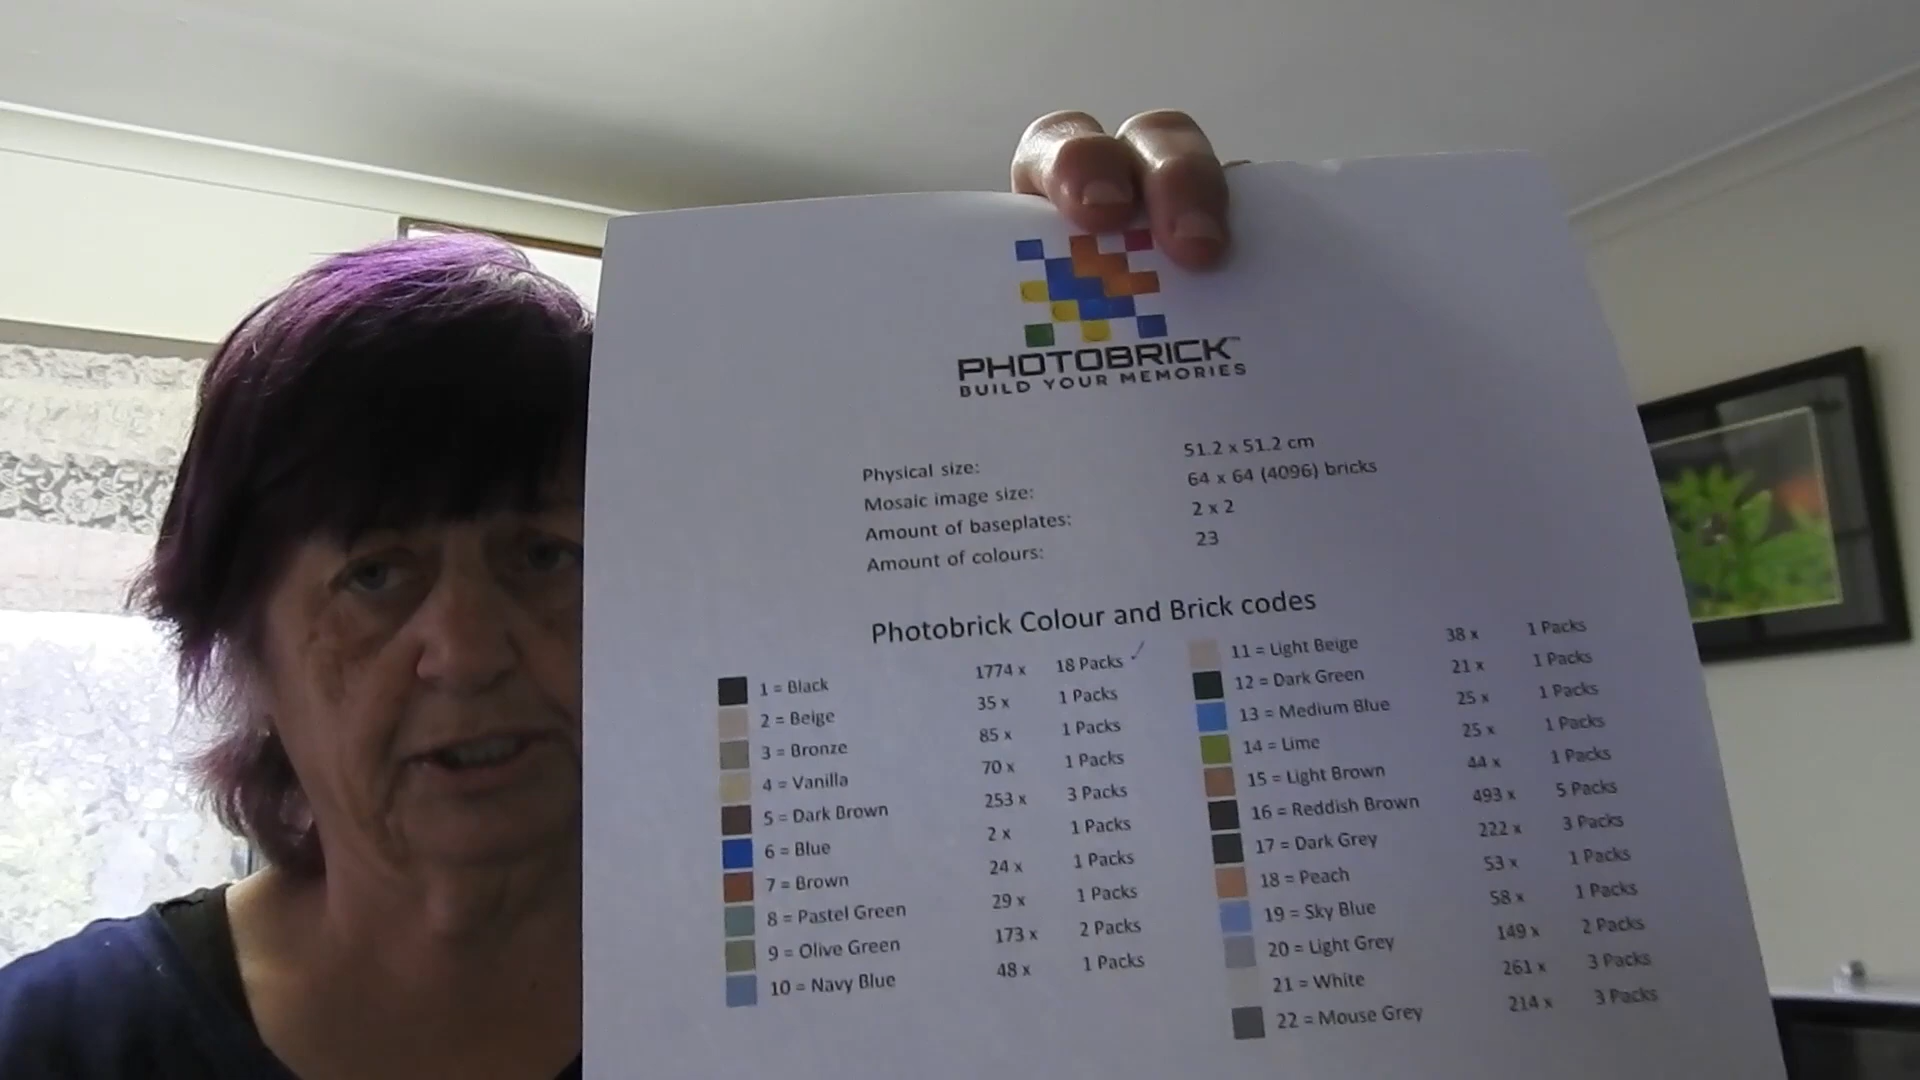 PHOTOBRICK™
BUILD YOUR MEMORIES
Physical size: 51.2 x 51.2 cm
Mosaic image size: 64 x 64 (4096) bricks
Amount of baseplates: 2 x 2
Amount of colours: 23
Photobrick Colour and Brick codes
1 = Black 1774 x 18 Packs ✓
2 = Beige 35 x 1 Packs
3 = Bronze 85 x 1 Packs
4 = Vanilla 70 x 1 Packs
5 = Dark Brown 253 x 3 Packs
6 = Blue 2 x 1 Packs
7 = Brown 24 x 1 Packs
8 = Pastel Green 29 x 1 Packs
9 = Olive Green 173 x 2 Packs
10 = Navy Blue 48 x 1 Packs
11 = Light Beige 38 x 1 Packs
12 = Dark Green 21 x 1 Packs
13 = Medium Blue 25 x 1 Packs
14 = Lime 25 x 1 Packs
15 = Light Brown 44 x 1 Packs
16 = Reddish Brown 493 x 5 Packs
17 = Dark Grey 222 x 3 Packs
18 = Peach 53 x 1 Packs
19 = Sky Blue 58 x 1 Packs
20 = Light Grey 149 x 2 Packs
21 = White 261 x 3 Packs
22 = Mouse Grey 214 x 3 Packs